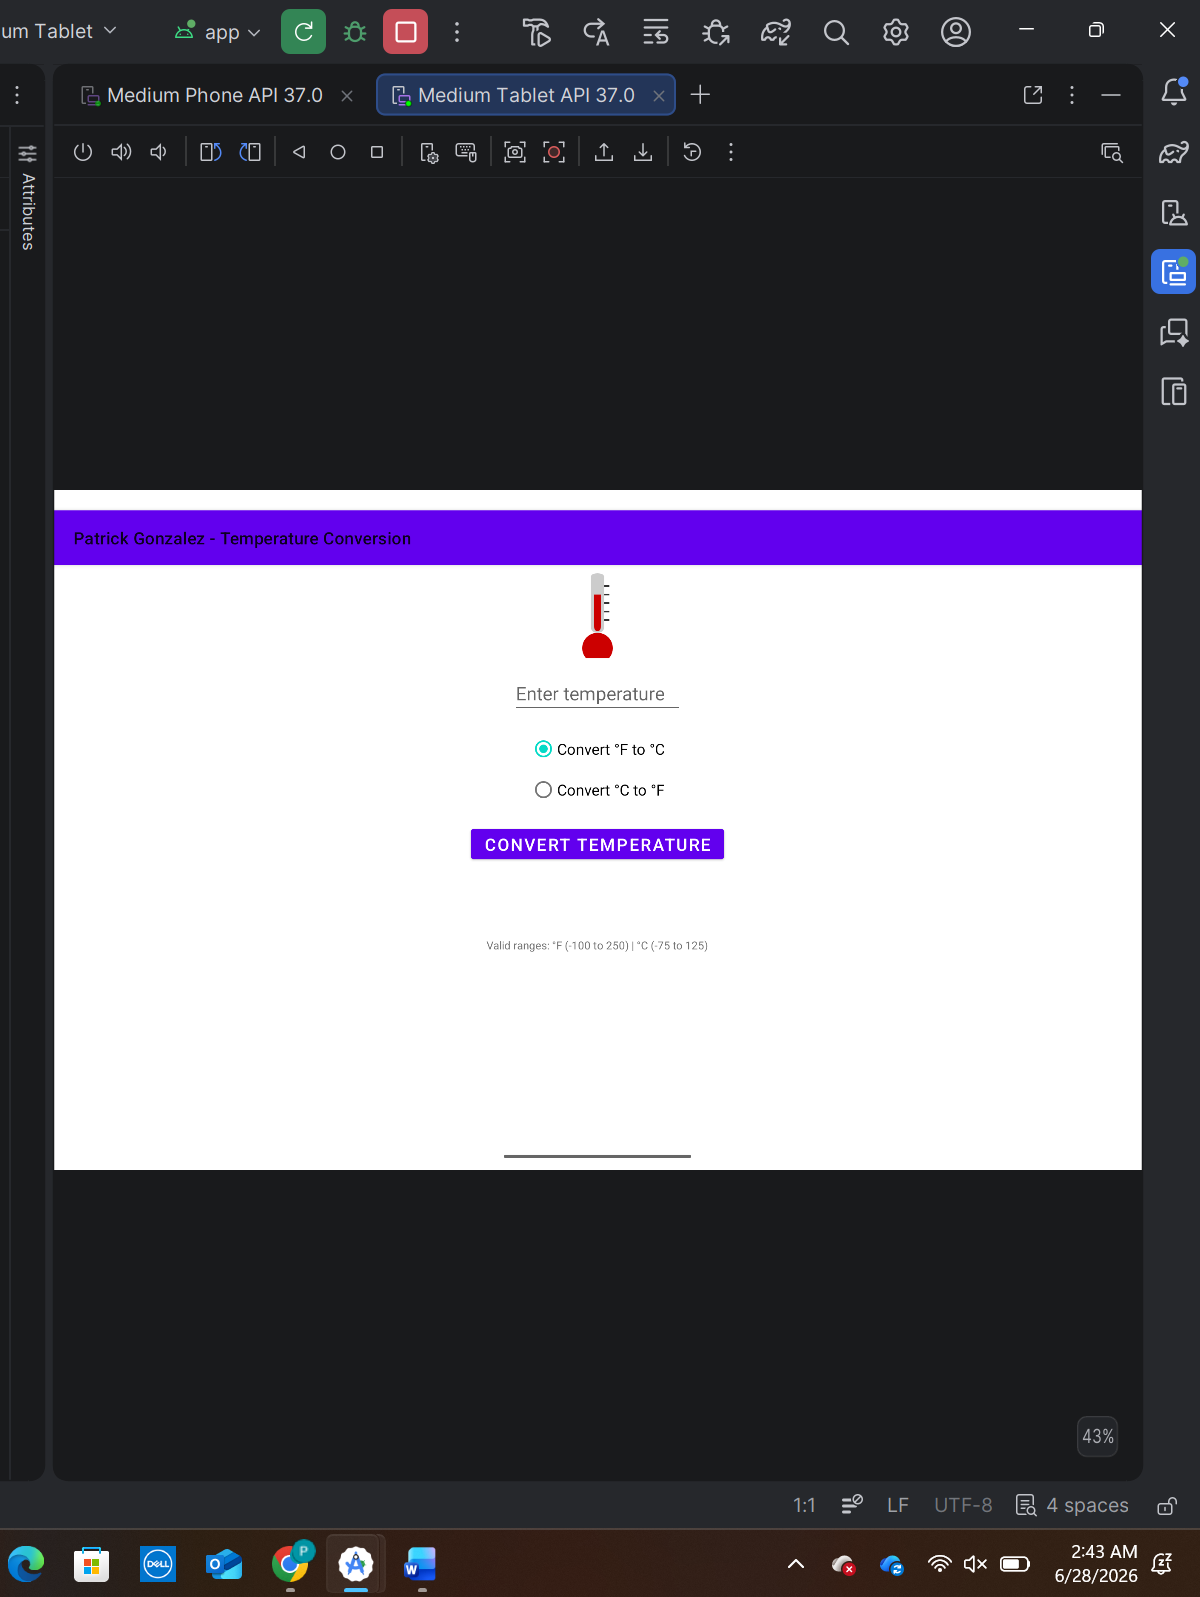 um Tablet
app
Medium Phone API 37.0
Medium Tablet API 37.0
Attributes
Patrick Gonzalez - Temperature Conversion
Enter temperature
Convert °F to °C
Convert °C to °F
CONVERT TEMPERATURE
Valid ranges: °F (-100 to 250) | °C (-75 to 125)
43%
1:1
LF
UTF-8
4 spaces
DELL
O
P
W
2:43 AM
6/28/2026